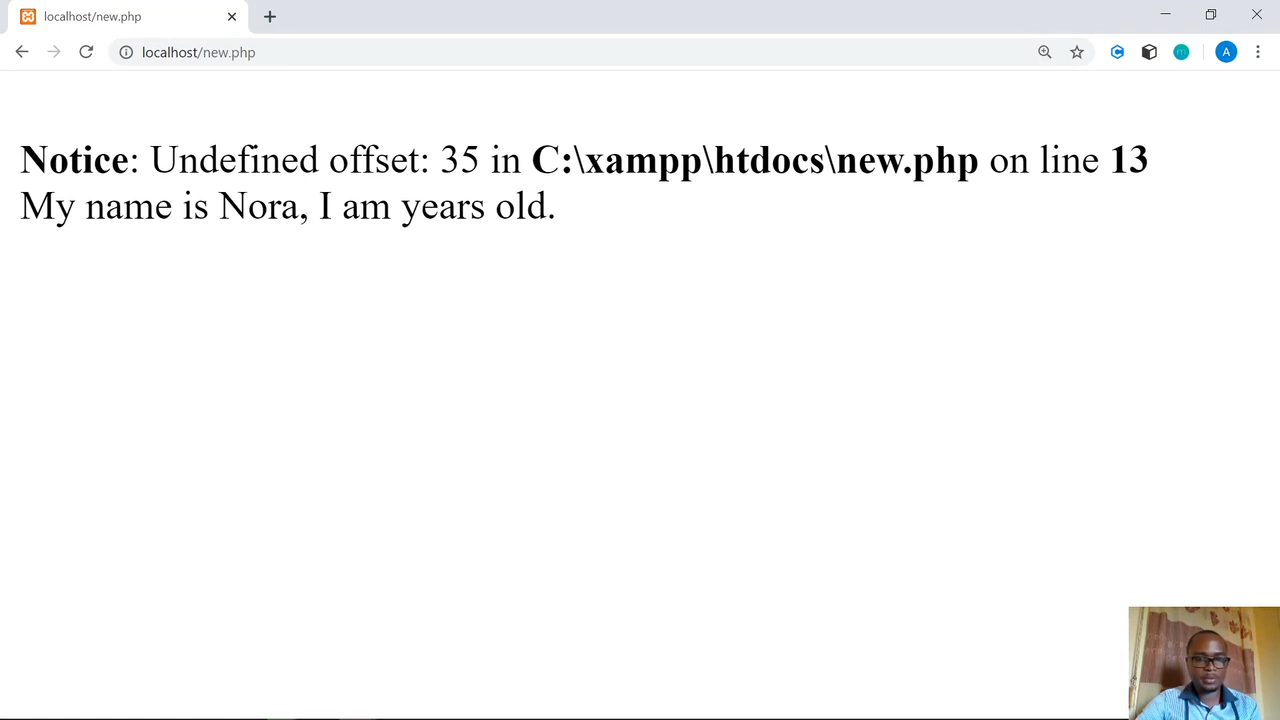 localhost/new.php
localhost/new.php
A
Notice: Undefined offset: 35 in C:\xampp\htdocs\new.php on line 13
My name is Nora, I am years old.